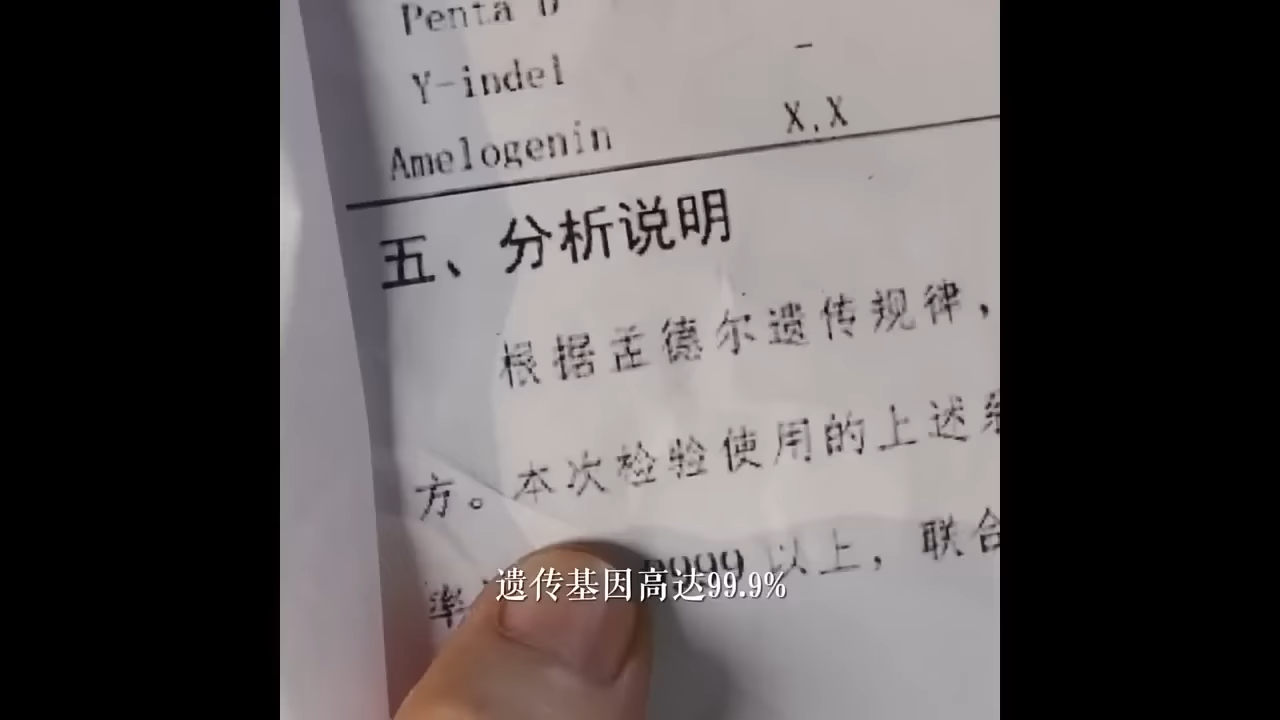 Penta D
Y-indel -
Amelogenin X,X
五、分析说明
根据孟德尔遗传规律，
方。本次检验使用的上述
率 9999 以上，联合
遗传基因高达99.9%